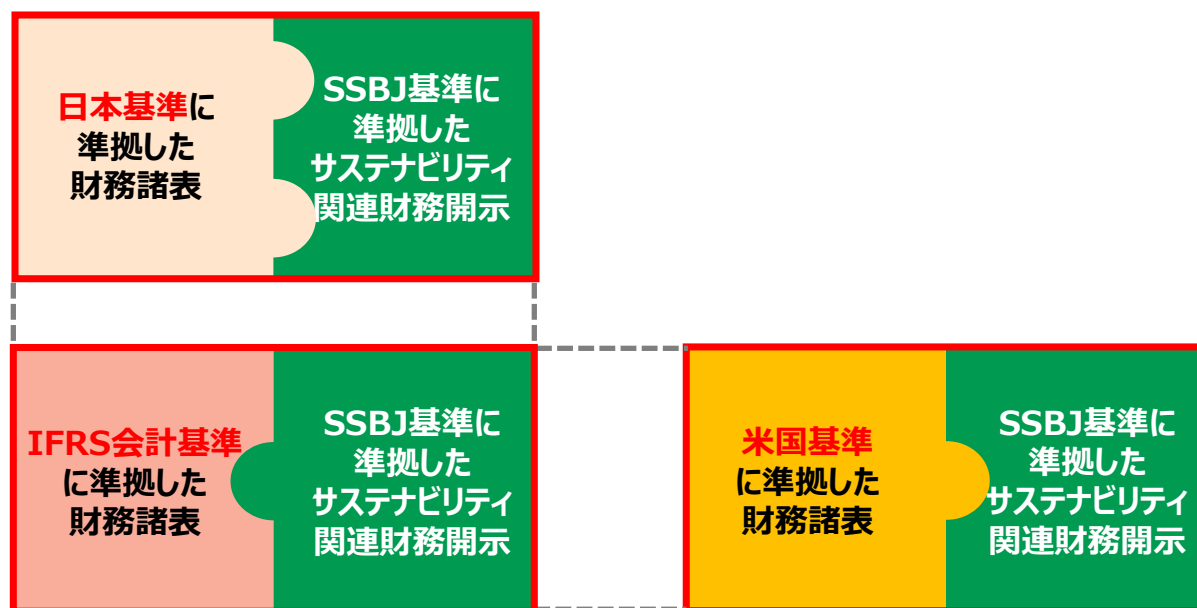 日本基準に
準拠した
財務諸表
SSBJ基準に
準拠した
サステナビリティ
関連財務開示
IFRS会計基準
に準拠した
財務諸表
SSBJ基準に
準拠した
サステナビリティ
関連財務開示
米国基準
に準拠した
財務諸表
SSBJ基準に
準拠した
サステナビリティ
関連財務開示